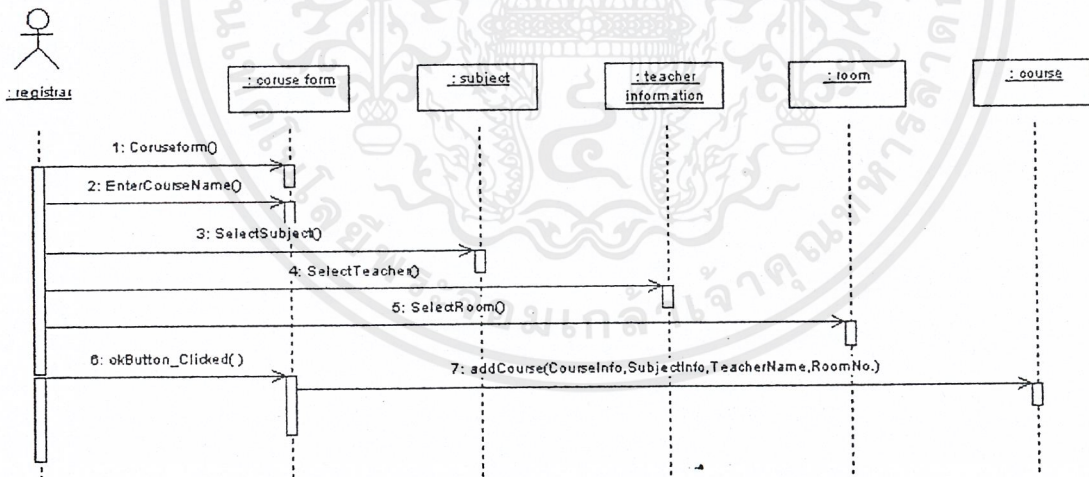 : registrar
: coruse form
: subject
: teacher
information
: room
: course
1: Coruseform()
2: EnterCourseName()
3: SelectSubject()
4: SelectTeacher()
5: SelectRoom()
6: okButton_Clicked()
7: addCourse(CourseInfo,SubjectInfo,TeacherName,RoomNo.)